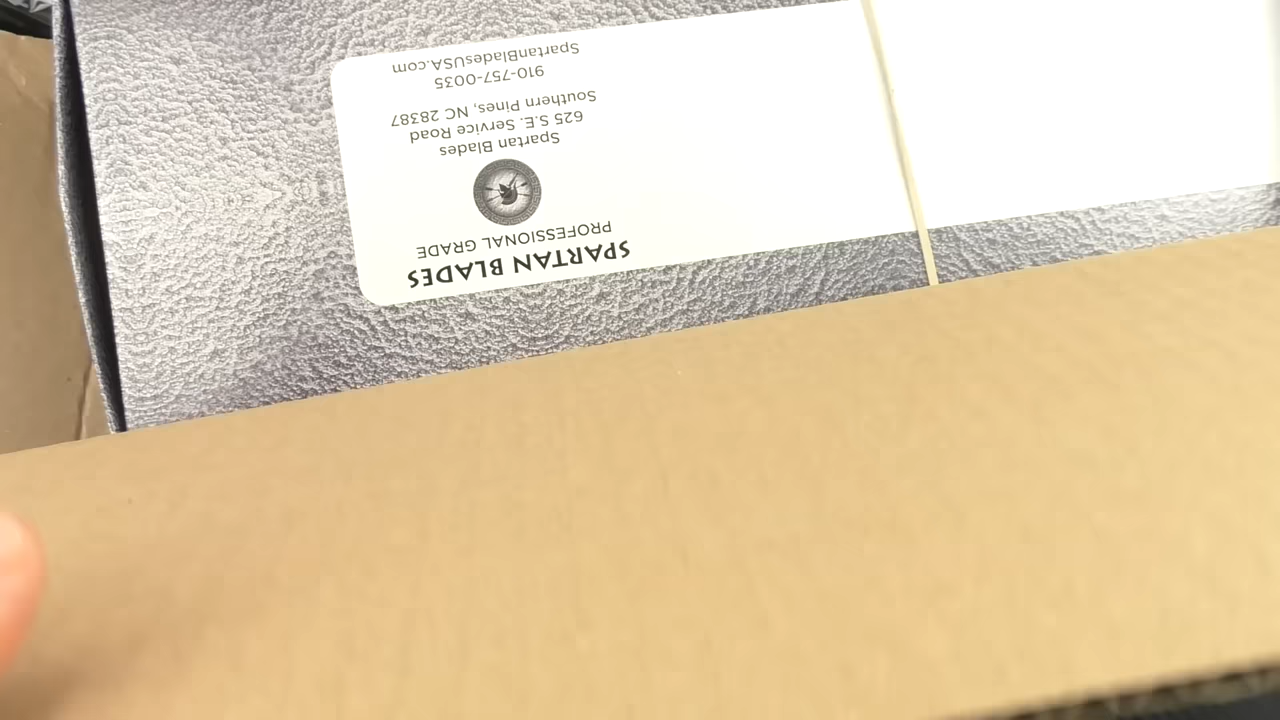 SPARTAN BLADES
PROFESSIONAL GRADE
Spartan Blades
625 S.E. Service Road
Southern Pines, NC 28387
910-757-0035
SpartanBladesUSA.com